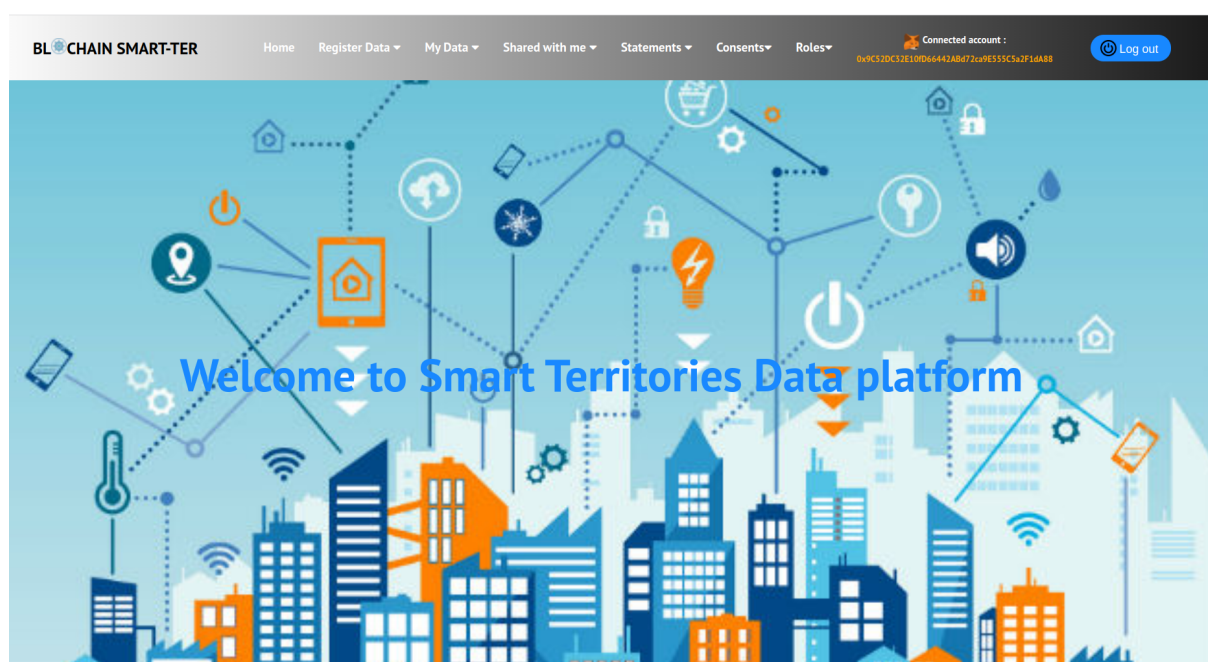 BL CHAIN SMART-TER
Home Register Data My Data Shared with me Statements Consents Roles
Connected account :
0x9C52DC32E10fD66442ABd72ca9E555C5a2F1dA88
Log out
Welcome to Smart Territories Data platform